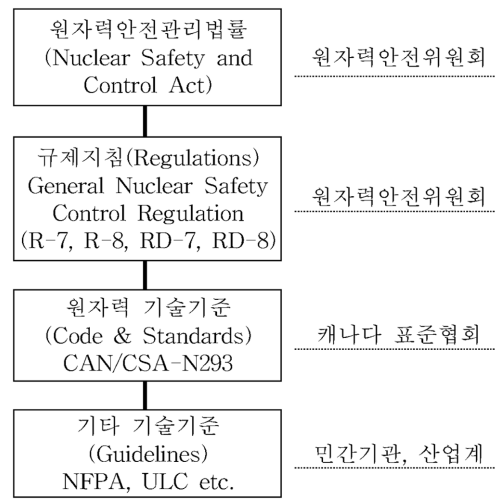 원자력안전관리법률
(Nuclear Safety and
Control Act)
원자력안전위원회
규제지침(Regulations)
General Nuclear Safety
Control Regulation
(R-7, R-8, RD-7, RD-8)
원자력안전위원회
원자력 기술기준
(Code & Standards)
CAN/CSA-N293
캐나다 표준협회
기타 기술기준
(Guidelines)
NFPA, ULC etc.
민간기관, 산업계